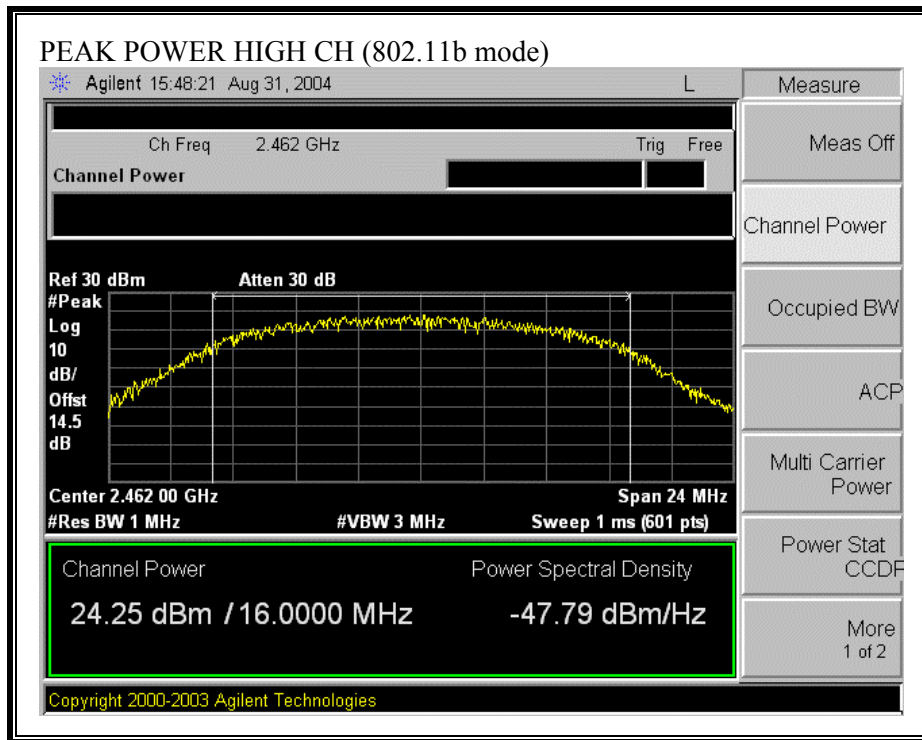 PEAK POWER HIGH CH (802.11b mode)
Agilent 15:48:21 Aug 31, 2004 L
Measure
Ch Freq 2.462 GHz Trig Free
Meas Off
Channel Power
Channel Power
Ref 30 dBm Atten 30 dB
#Peak
Log
10
dB/
Offst
14.5
dB
Occupied BW
ACP
Multi Carrier
Power
Center 2.462 00 GHz Span 24 MHz
#Res BW 1 MHz #VBW 3 MHz Sweep 1 ms (601 pts)
Power Stat
CCDF
Channel Power Power Spectral Density
24.25 dBm / 16.0000 MHz -47.79 dBm/Hz
More
1 of 2
Copyright 2000-2003 Agilent Technologies